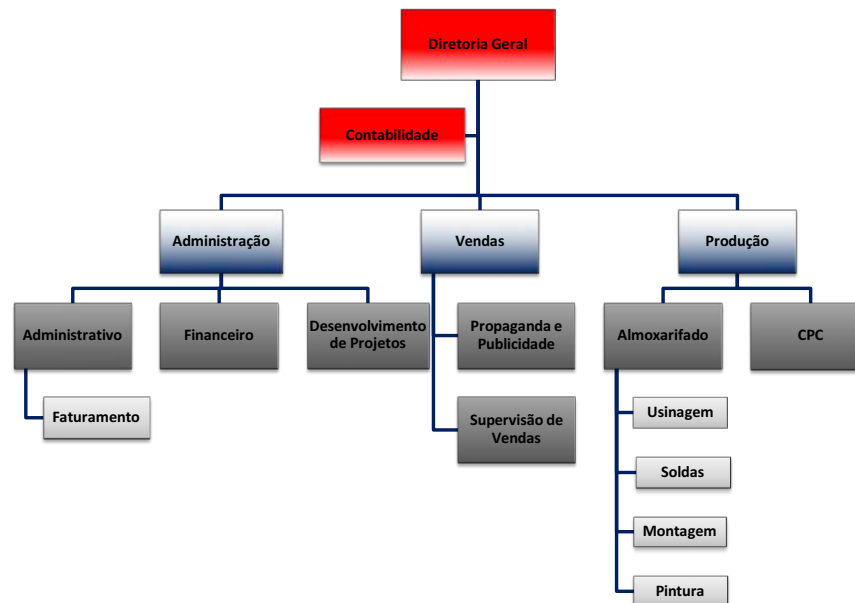 Diretoria Geral
Contabilidade
Administração
Vendas
Produção
Administrativo
Financeiro
Desenvolvimento
de Projetos
Propaganda e
Publicidade
Almoxarifado
CPC
Faturamento
Supervisão de
Vendas
Usinagem
Soldas
Montagem
Pintura